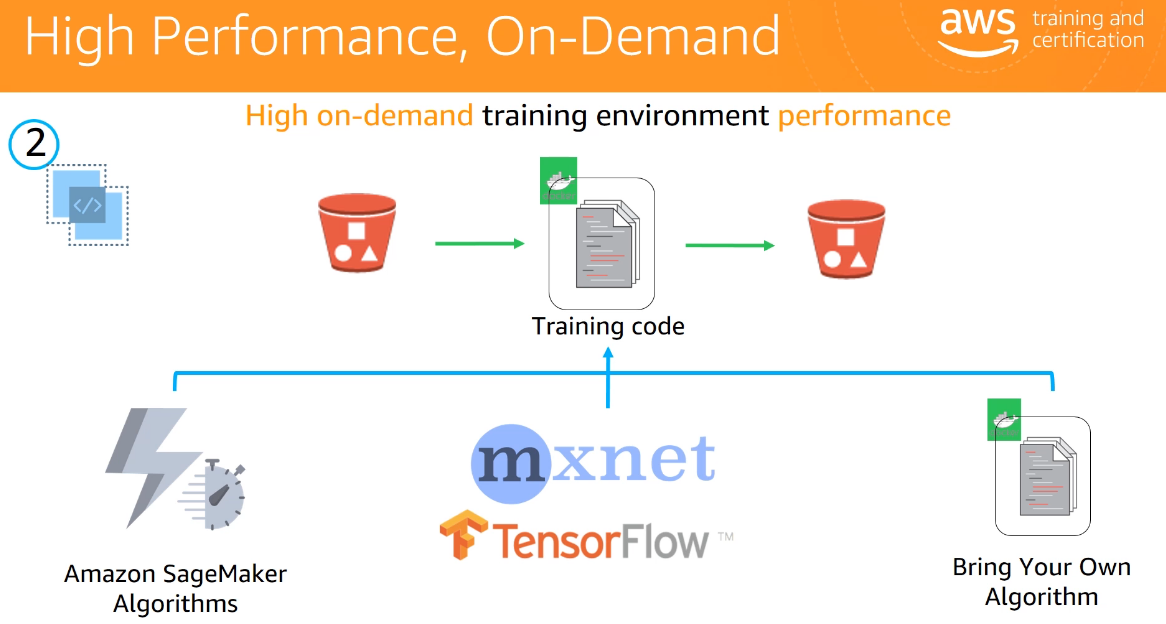 High Performance, On-Demand
aws training and
certification
High on-demand training environment performance
2
</>
Training code
mxnet
TensorFlow™
Amazon SageMaker
Algorithms
Bring Your Own
Algorithm